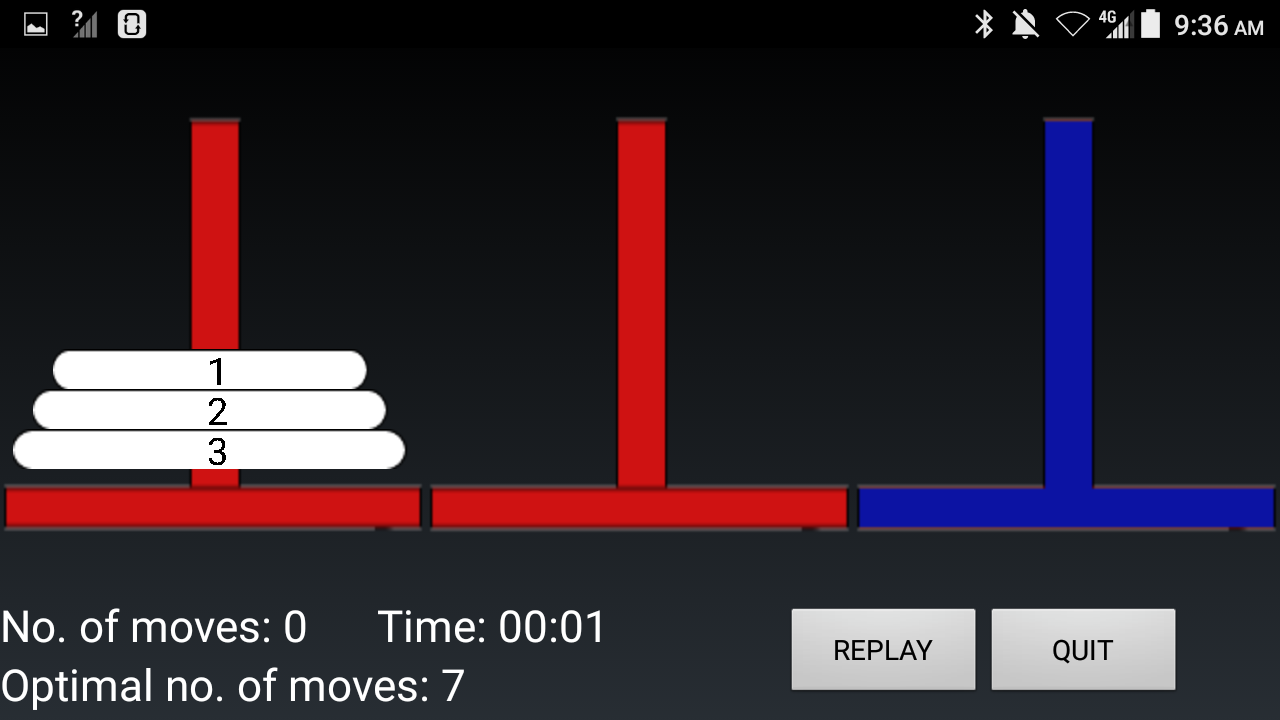 4G 9:36 AM
1
2
3
No. of moves: 0 Time: 00:01
REPLAY QUIT
Optimal no. of moves: 7